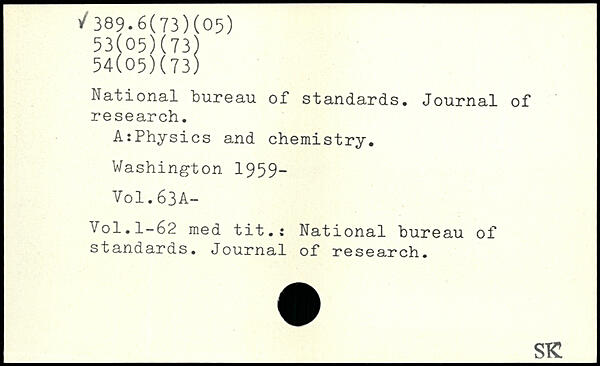 ✓ 389.6(73)(05)
53(05)(73)
54(05)(73)
National bureau of standards. Journal of
research.
A:Physics and chemistry.
Washington 1959-
Vol.63A-
Vol.1-62 med tit.: National bureau of
standards. Journal of research.
SK